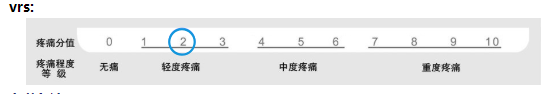 vrs:
疼痛分值 0 1 2 3 4 5 6 7 8 9 10
疼痛程度 无痛 轻度疼痛 中度疼痛 重度疼痛
等 级